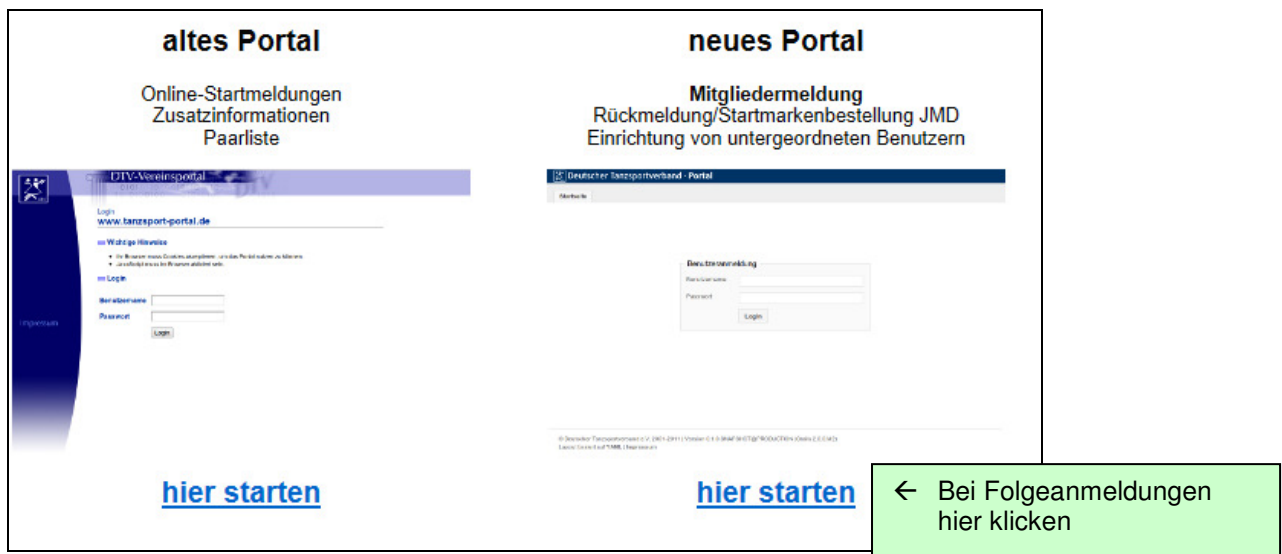 altes Portal
Online-Startmeldungen
Zusatzinformationen
Paarliste
DTV-Vereinsportal
Login
www.tanzsport-portal.de
Wichtige Hinweise
Login
Benutzername
Passwort
Login
Impressum
hier starten
neues Portal
Mitgliedermeldung
Rückmeldung/Startmarkenbestellung JMD
Einrichtung von untergeordneten Benutzern
Deutscher Tanzsportverband - Portal
Startseite
Benutzeranmeldung
Benutzername
Passwort
Login
hier starten
← Bei Folgeanmeldungen
hier klicken